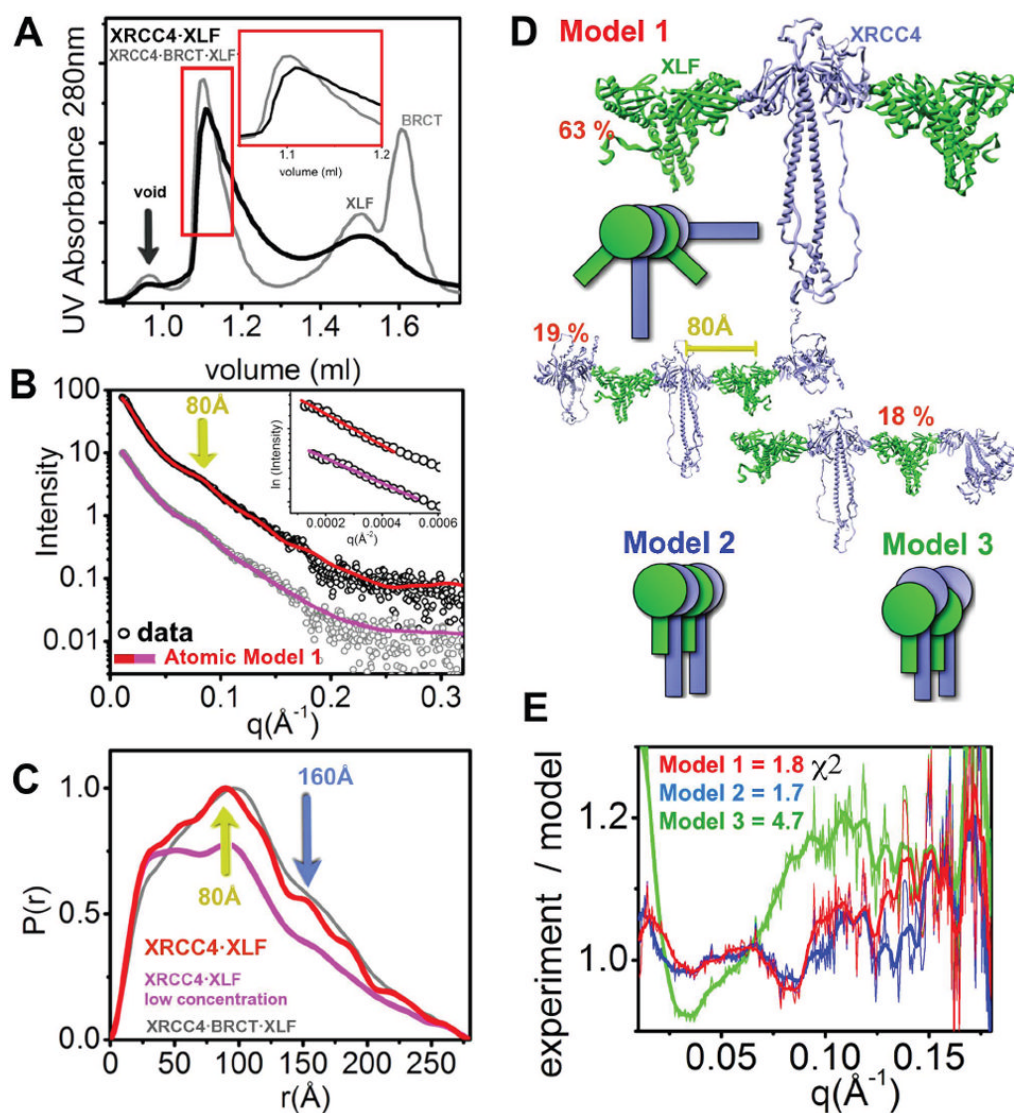 A
XRCC4·XLF
XRCC4·BRCT·XLF
UV Absorbance 280nm
void
XLF
BRCT
1.1
1.2
volume (ml)
1.0
1.2
1.4
1.6
volume (ml)
B
Intensity
100
10
1
0.1
0.01
80Å
ln (Intensity)
0.0002
0.0004
0.0006
q(Å⁻²)
data
Atomic Model 1
0.0
0.1
0.2
0.3
q(Å⁻¹)
C
P(r)
1.0
0.5
0.0
160Å
80Å
XRCC4·XLF
XRCC4·XLF
low concentration
XRCC4·BRCT·XLF
0
50
100
150
200
250
r(Å)
D
Model 1
XLF
XRCC4
63 %
19 %
80Å
18 %
Model 2
Model 3
E
experiment / model
1.2
1.0
Model 1 = 1.8 χ2
Model 2 = 1.7
Model 3 = 4.7
0.05
0.10
0.15
q(Å⁻¹)